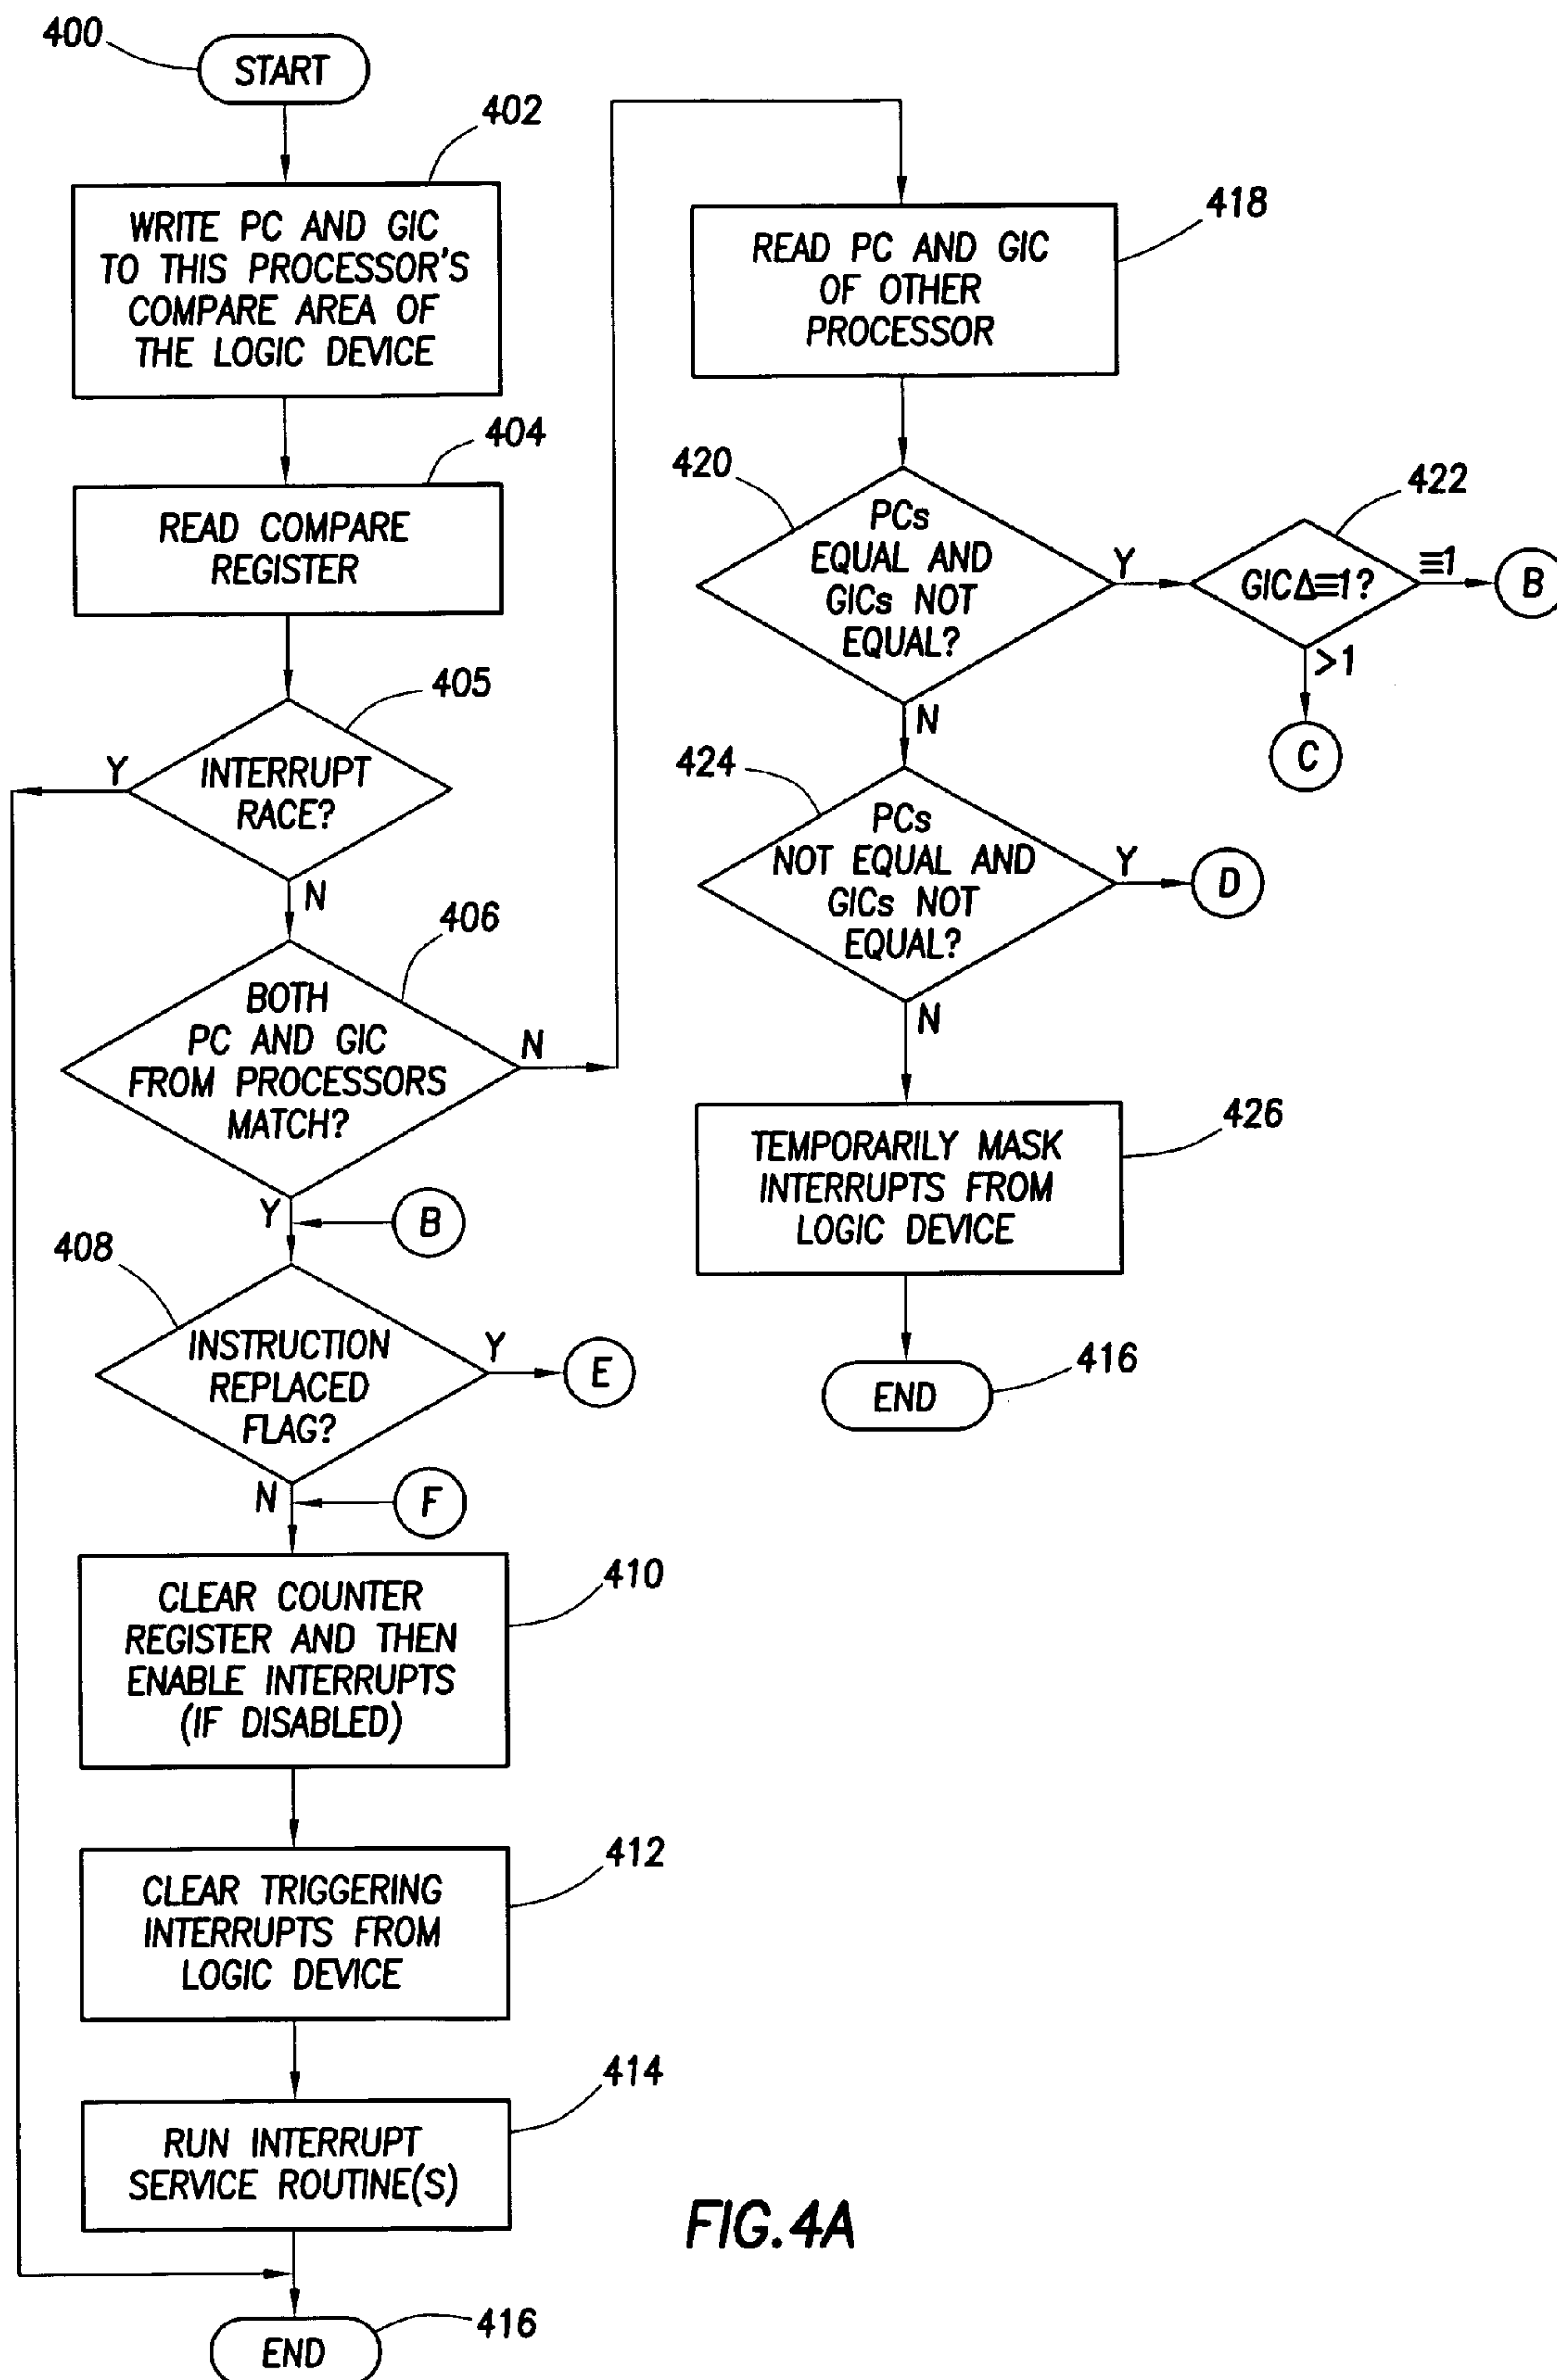 400
START
402
WRITE PC AND GIC
TO THIS PROCESSOR'S
COMPARE AREA OF
THE LOGIC DEVICE
404
READ COMPARE
REGISTER
405
Y
INTERRUPT
RACE?
N
406
BOTH
PC AND GIC
FROM PROCESSORS
MATCH?
N
Y
B
408
INSTRUCTION
REPLACED
FLAG?
Y
E
N
F
410
CLEAR COUNTER
REGISTER AND THEN
ENABLE INTERRUPTS
(IF DISABLED)
412
CLEAR TRIGGERING
INTERRUPTS FROM
LOGIC DEVICE
414
RUN INTERRUPT
SERVICE ROUTINE(S)
416
END
418
READ PC AND GIC
OF OTHER
PROCESSOR
420
PCs
EQUAL AND
GICs NOT
EQUAL?
Y
422
GICΔ≡1?
≡1
B
>1
C
N
424
PCs
NOT EQUAL AND
GICs NOT
EQUAL?
Y
D
N
426
TEMPORARILY MASK
INTERRUPTS FROM
LOGIC DEVICE
416
END
FIG.4A